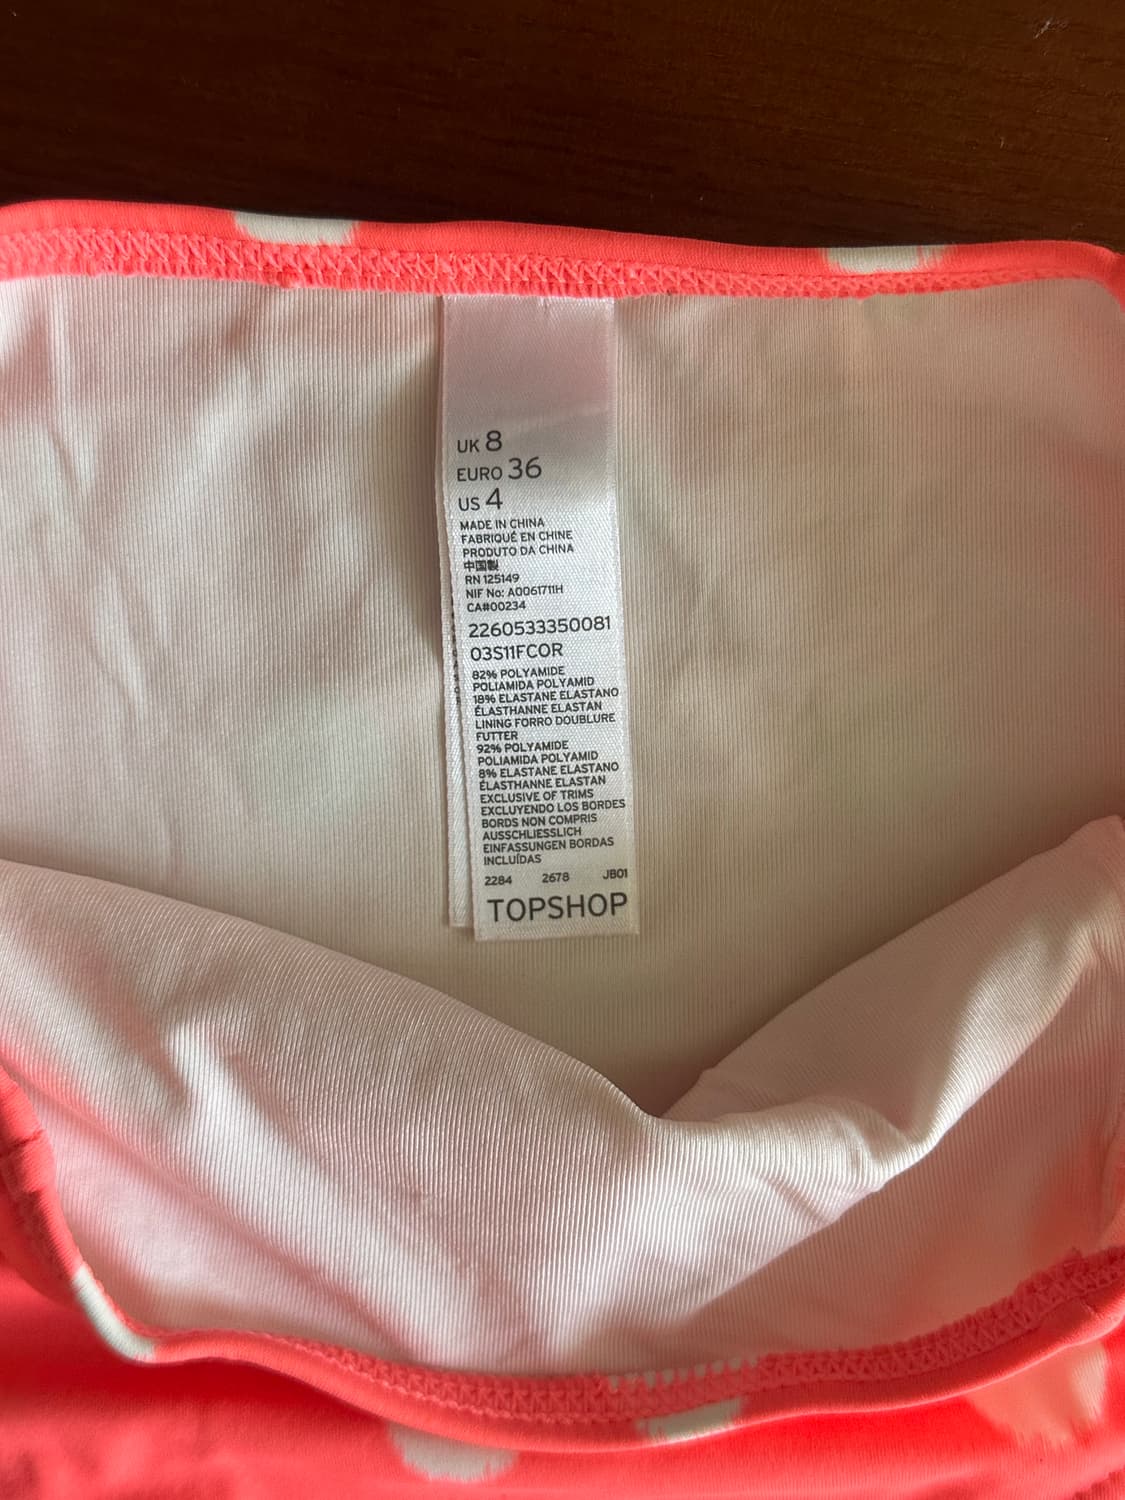 UK 8
EURO 36
US 4
MADE IN CHINA
FABRIQUÉ EN CHINE
PRODUTO DA CHINA
中国製
RN 125149
NIF No: A0061711H
CA#00234
2260533350081
03S11FCOR
82% POLYAMIDE
POLIAMIDA POLYAMID
18% ELASTANE ELASTANO
ÉLASTHANNE ELASTAN
LINING FORRO DOUBLURE
FUTTER
92% POLYAMIDE
POLIAMIDA POLYAMID
8% ELASTANE ELASTANO
ÉLASTHANNE ELASTAN
EXCLUSIVE OF TRIMS
EXCLUYENDO LOS BORDES
BORDS NON COMPRIS
AUSSCHLIESSLICH
EINFASSUNGEN BORDAS
INCLUÍDAS
2284 2678 JB01
TOPSHOP